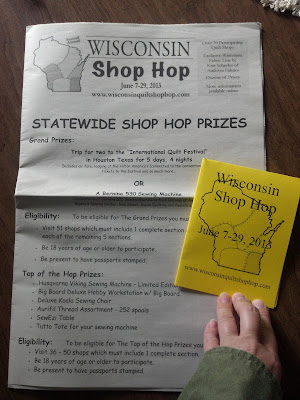 WISCONSIN
Shop Hop
June 7-29, 2013
www.wisconsinquiltshophop.com
Over 50 Participating
Quilt Shops
STATEWIDE SHOP HOP PRIZES
Grand Prizes:
Trip for two to the "International Quilt Festival"
in Houston Texas for 5 days, 4 nights
OR
A Bernina 530 Sewing Machine
Eligibility: To be eligible for The Grand Prizes you must
Visit 51 shops which must include 1 complete section
each of the remaining 5 sections.
Be 18 years of age or older to participate.
Be present to have passports stamped.
Top of the Hop Prizes:
Husqvarna Viking Sewing Machine - Limited Edition
Big Board Deluxe Hobby Workstation w/ Big Board
Deluxe Koala Sewing Chair
Aurifil Thread Assortment - 252 spools
SewEzi Table
Tutto Tote for your sewing machine
Eligibility: To be eligible for The Top of the Hop Prizes you
Visit 36 - 50 shops which must include 1 complete section.
Be 18 years of age or older to participate.
Be present to have passports stamped.
Wisconsin
Shop Hop
June 7-29, 2013
www.wisconsinquiltshophop.com